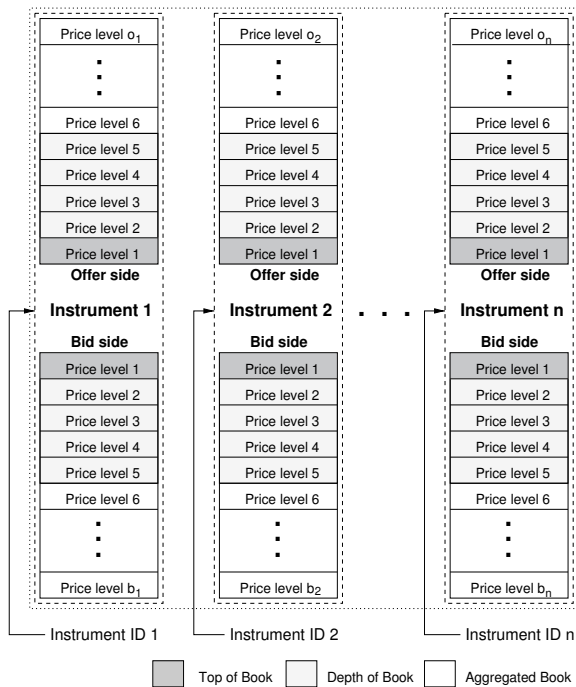 Price level o1 Price level o2 Price level on
Price level 6 Price level 6 Price level 6
Price level 5 Price level 5 Price level 5
Price level 4 Price level 4 Price level 4
Price level 3 Price level 3 Price level 3
Price level 2 Price level 2 Price level 2
Price level 1 Price level 1 Price level 1
Offer side Offer side Offer side
Instrument 1 Instrument 2 . . . Instrument n
Bid side Bid side Bid side
Price level 1 Price level 1 Price level 1
Price level 2 Price level 2 Price level 2
Price level 3 Price level 3 Price level 3
Price level 4 Price level 4 Price level 4
Price level 5 Price level 5 Price level 5
Price level 6 Price level 6 Price level 6
Price level b1 Price level b2 Price level bn
Instrument ID 1 Instrument ID 2 Instrument ID n
Top of Book Depth of Book Aggregated Book